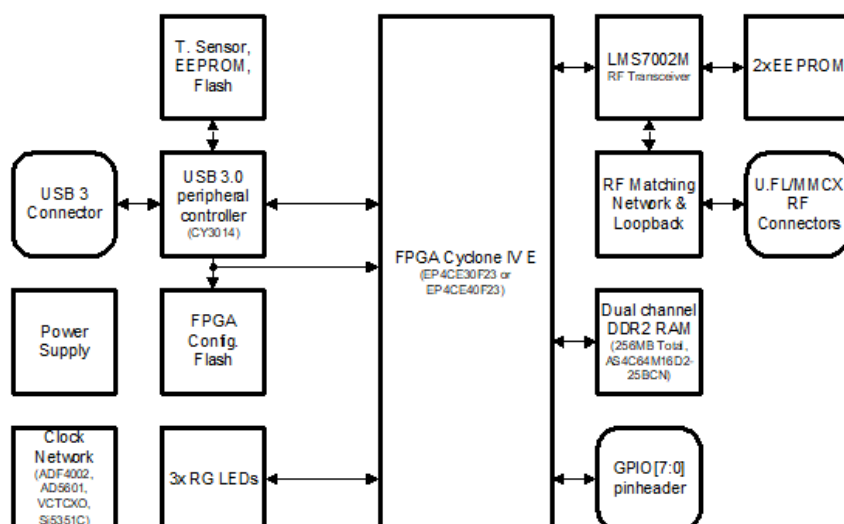 T. Sensor,
EEPROM,
Flash
LMS7002M
RF Transceiver
2xEEPROM
USB 3
Connector
USB 3.0
peripheral
controller
(CY3014)
RF Matching
Network &
Loopback
U.FL/MMCX
RF
Connectors
FPGA Cyclone IV E
(EP4CE30F23 or
EP4CE40F23)
Power
Supply
FPGA
Config.
Flash
Dual channel
DDR2 RAM
(256MB Total,
AS4C64M16D2-
25BCN)
Clock
Network
(ADF4002,
AD5601,
VCTCXO,
Si5351C)
3x RG LEDs
GPIO[7:0]
pinheader